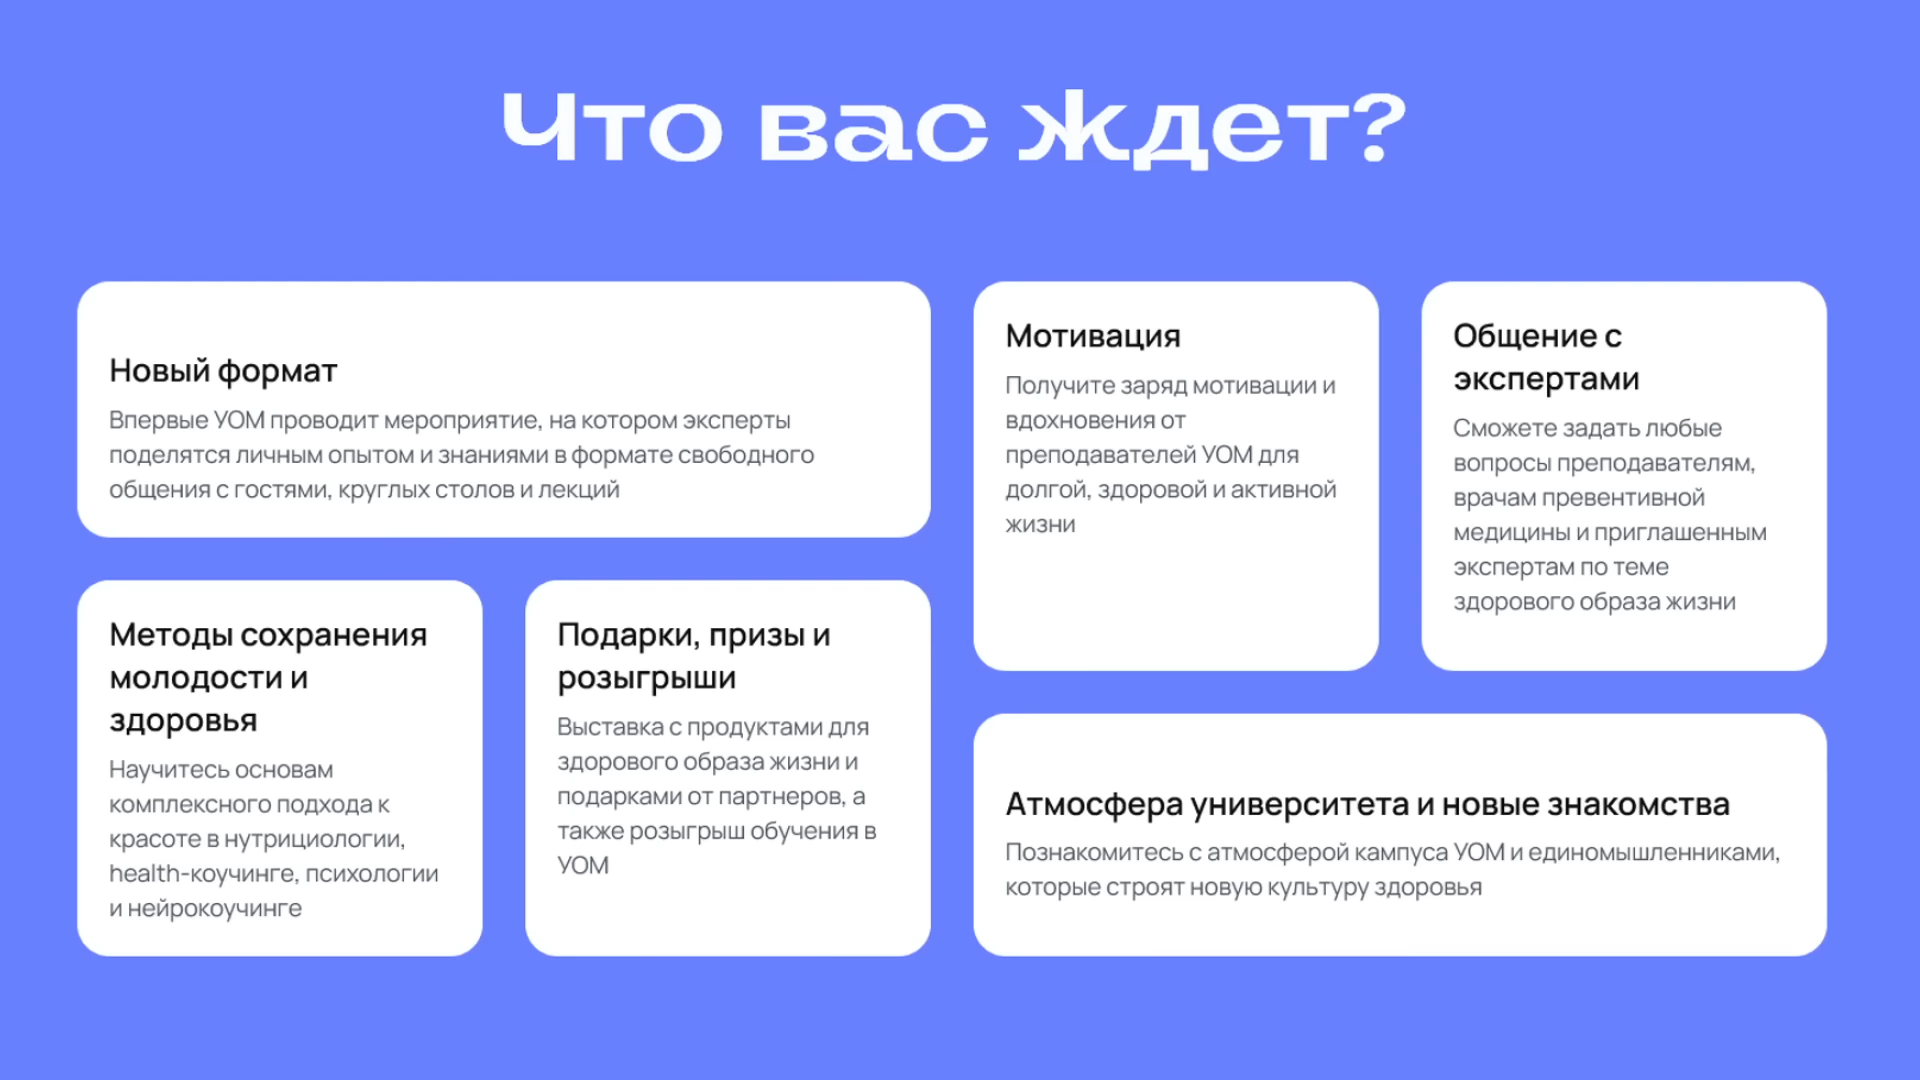 Что вас ждет?
Новый формат
Впервые УОМ проводит мероприятие, на котором эксперты
поделятся личным опытом и знаниями в формате свободного
общения с гостями, круглых столов и лекций
Мотивация
Получите заряд мотивации и
вдохновения от
преподавателей УОМ для
долгой, здоровой и активной
жизни
Общение с
экспертами
Сможете задать любые
вопросы преподавателям,
врачам превентивной
медицины и приглашенным
экспертам по теме
здорового образа жизни
Методы сохранения
молодости и
здоровья
Научитесь основам
комплексного подхода к
красоте в нутрициологии,
health-коучинге, психологии
и нейрокоучинге
Подарки, призы и
розыгрыши
Выставка с продуктами для
здорового образа жизни и
подарками от партнеров, а
также розыгрыш обучения в
УОМ
Атмосфера университета и новые знакомства
Познакомитесь с атмосферой кампуса УОМ и единомышленниками,
которые строят новую культуру здоровья